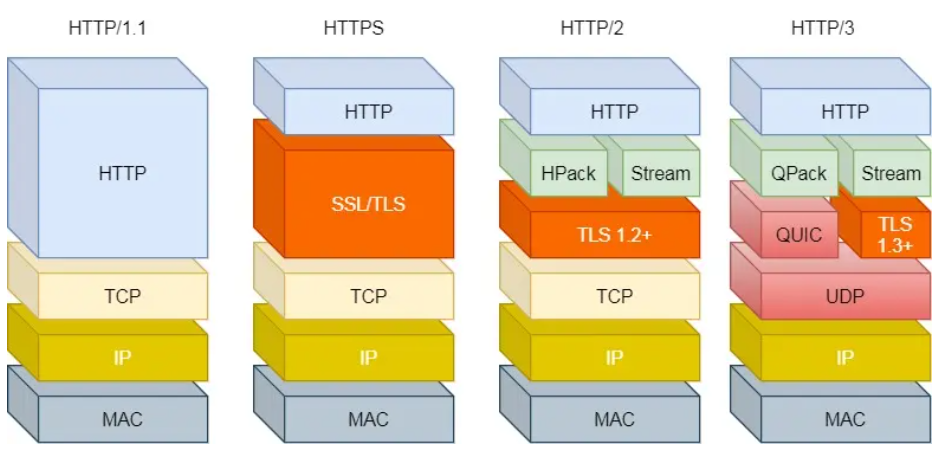 HTTP/1.1
HTTP
TCP
IP
MAC
HTTPS
HTTP
SSL/TLS
TCP
IP
MAC
HTTP/2
HTTP
HPack
Stream
TLS 1.2+
TCP
IP
MAC
HTTP/3
HTTP
QPack
Stream
QUIC
TLS
1.3+
UDP
IP
MAC